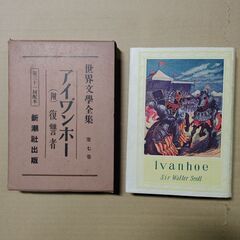 世界文學全集
第七卷
アイヴンホー
(附)復讐者
新潮社出版
Ivanhoe
Sir Walter Scott